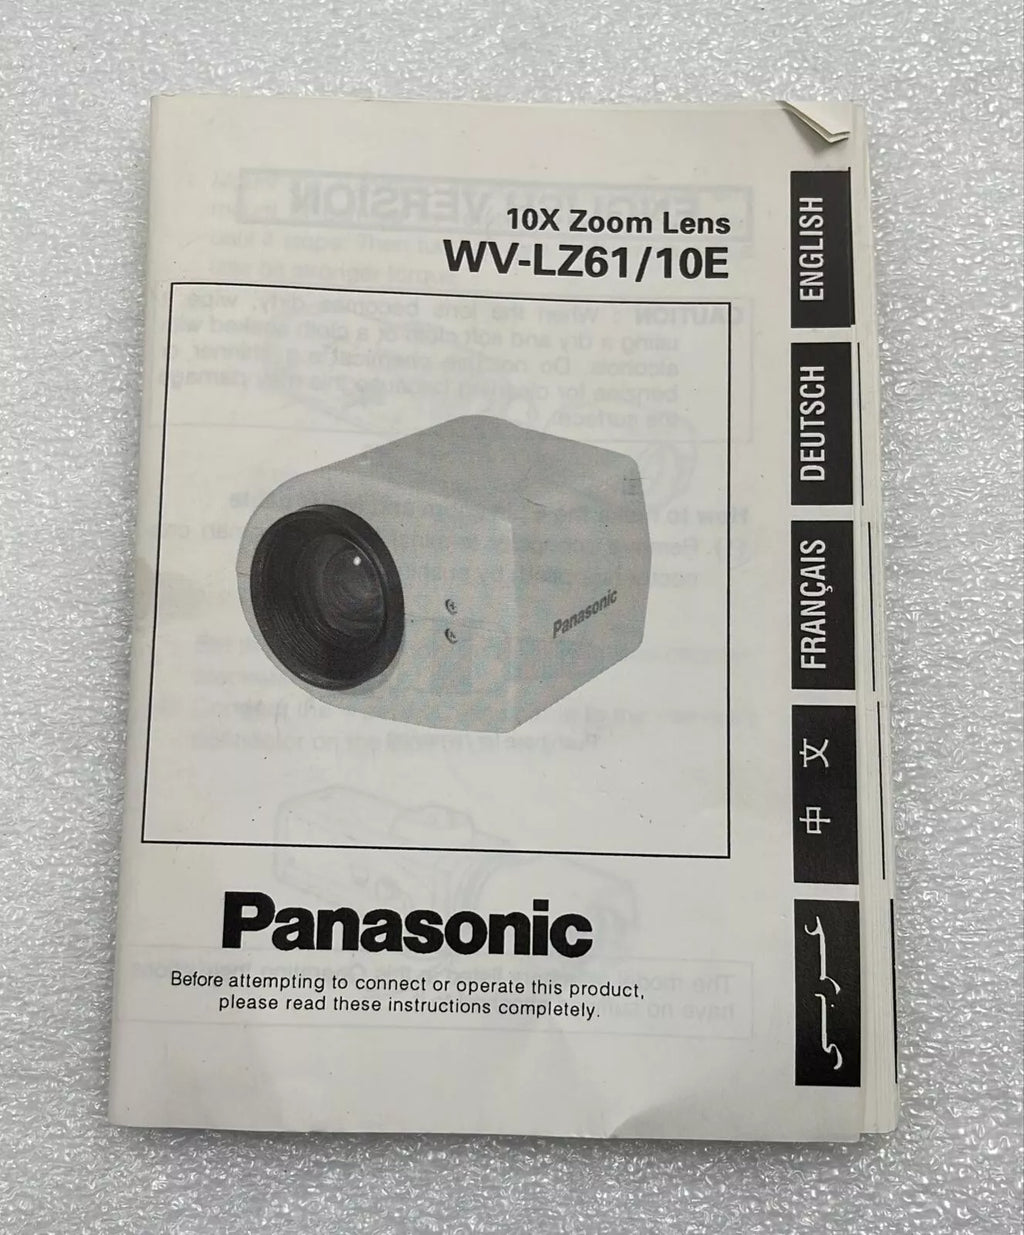 10X Zoom Lens
WV-LZ61/10E
Panasonic
Panasonic
Before attempting to connect or operate this product,
please read these instructions completely.
ENGLISH
DEUTSCH
FRANÇAIS
中文
عربي